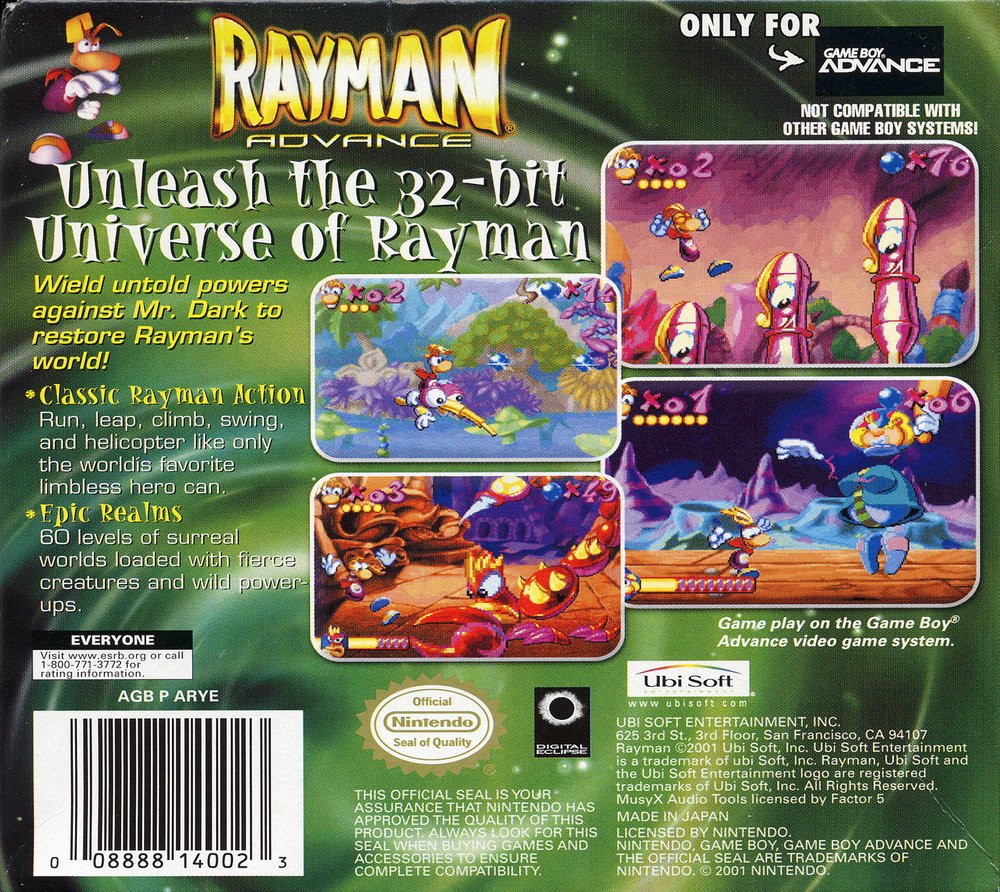 RAYMAN®
ADVANCE
ONLY FOR
GAME BOY
ADVANCE
NOT COMPATIBLE WITH
OTHER GAME BOY SYSTEMS!
Unleash the 32-bit
Universe of Rayman
Wield untold powers
against Mr. Dark to
restore Rayman's
world!
*Classic Rayman Action
Run, leap, climb, swing,
and helicopter like only
the worldís favorite
limbless hero can.
*Epic Realms
60 levels of surreal
worlds loaded with fierce
creatures and wild power-
ups.
x02
x76
x02
x01
x06
x03
x49
Game play on the Game Boy®
Advance video game system.
EVERYONE
Visit www.esrb.org or call
1-800-771-3772 for
rating information.
AGB P ARYE
0 08888 14002 3
Official
Nintendo
Seal of Quality
®
DIGITAL
ECLIPSE
THIS OFFICIAL SEAL IS YOUR
ASSURANCE THAT NINTENDO HAS
APPROVED THE QUALITY OF THIS
PRODUCT. ALWAYS LOOK FOR THIS
SEAL WHEN BUYING GAMES AND
ACCESSORIES TO ENSURE
COMPLETE COMPATIBILITY.
Ubi Soft
ENTERTAINMENT
®
www.ubisoft.com
UBI SOFT ENTERTAINMENT, INC.
625 3rd St., 3rd Floor, San Francisco, CA 94107
Rayman ©2001 Ubi Soft, Inc. Ubi Soft Entertainment
is a trademark of ubi Soft, Inc. Rayman, Ubi Soft and
the Ubi Soft Entertainment logo are registered
trademarks of Ubi Soft, Inc. All Rights Reserved.
MusyX Audio Tools licensed by Factor 5
MADE IN JAPAN
LICENSED BY NINTENDO.
NINTENDO, GAME BOY, GAME BOY ADVANCE AND
THE OFFICIAL SEAL ARE TRADEMARKS OF
NINTENDO. © 2001 NINTENDO.